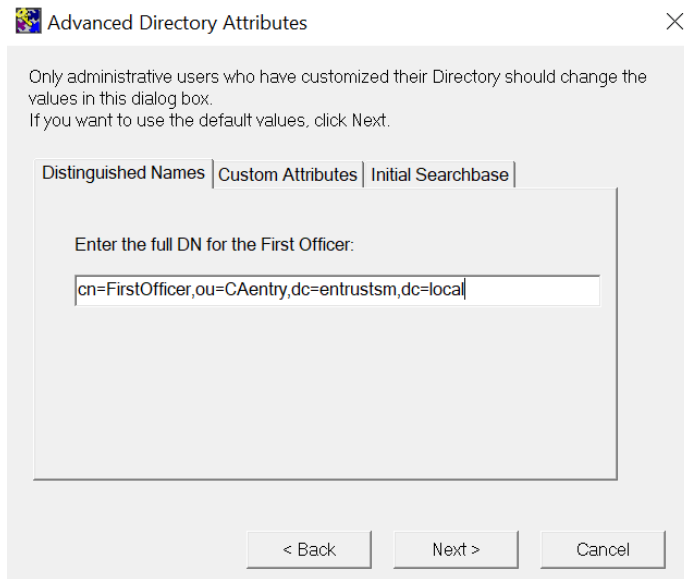 Advanced Directory Attributes
Only administrative users who have customized their Directory should change the
values in this dialog box.
If you want to use the default values, click Next.
Distinguished Names Custom Attributes Initial Searchbase
Enter the full DN for the First Officer:
cn=FirstOfficer,ou=CAentry,dc=entrustsm,dc=local
< Back Next > Cancel